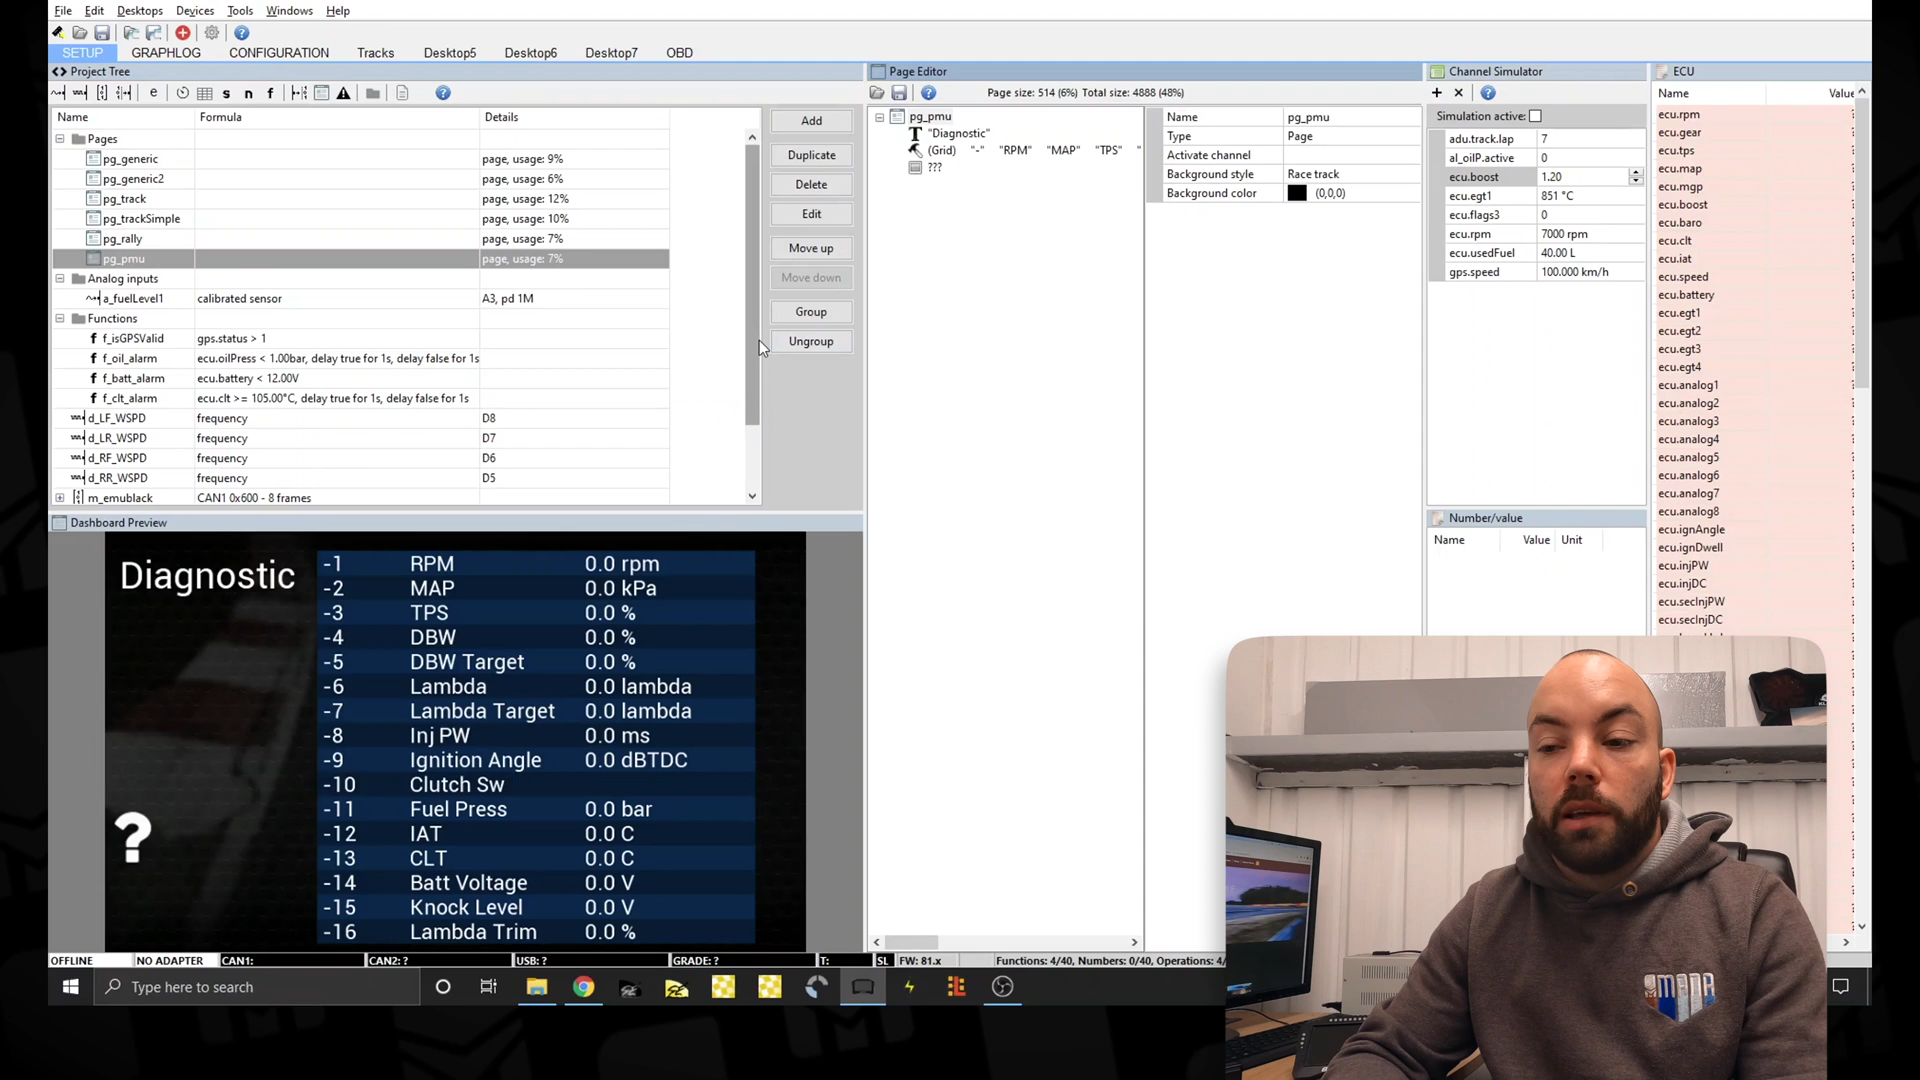 File Edit Desktops Devices Tools Windows Help
SETUP GRAPHLOG CONFIGURATION Tracks Desktop5 Desktop6 Desktop7 OBD
Project Tree
Name Formula Details
Pages
pg_generic page, usage: 9%
pg_generic2 page, usage: 6%
pg_track page, usage: 12%
pg_trackSimple page, usage: 10%
pg_rally page, usage: 7%
pg_pmu page, usage: 7%
Analog inputs
a_fuelLevel1 calibrated sensor A3, pd 1M
Functions
f_isGPSValid gps.status > 1
f_oil_alarm ecu.oilPress < 1.00bar, delay true for 1s, delay false for 1s
f_batt_alarm ecu.battery < 12.00V
f_clt_alarm ecu.clt >= 105.00°C, delay true for 1s, delay false for 1s
d_LF_WSPD frequency D8
d_LR_WSPD frequency D7
d_RF_WSPD frequency D6
d_RR_WSPD frequency D5
m_emublack CAN1 0x600 - 8 frames
Add
Duplicate
Delete
Edit
Move up
Move down
Group
Ungroup
Page Editor
Page size: 514 (6%) Total size: 4888 (48%)
pg_pmu
"Diagnostic"
(Grid) "-" "RPM" "MAP" "TPS" "
???
Name pg_pmu
Type Page
Activate channel
Background style Race track
Background color (0,0,0)
Channel Simulator
Simulation active:
adu.track.lap 7
al_oilP.active 0
ecu.boost 1.20
ecu.egt1 851 °C
ecu.flags3 0
ecu.rpm 7000 rpm
ecu.usedFuel 40.00 L
gps.speed 100.000 km/h
Number/value
Name Value Unit
ECU
Name Value
ecu.rpm ?
ecu.gear ?
ecu.tps ?
ecu.map ?
ecu.mgp ?
ecu.boost ?
ecu.baro ?
ecu.clt ?
ecu.iat ?
ecu.speed ?
ecu.battery ?
ecu.egt1 ?
ecu.egt2 ?
ecu.egt3 ?
ecu.egt4 ?
ecu.analog1 ?
ecu.analog2 ?
ecu.analog3 ?
ecu.analog4 ?
ecu.analog5 ?
ecu.analog6 ?
ecu.analog7 ?
ecu.analog8 ?
ecu.ignAngle ?
ecu.ignDwell ?
ecu.injPW ?
ecu.injDC ?
ecu.secInjPW ?
ecu.secInjDC ?
Dashboard Preview
Diagnostic
-1 RPM 0.0 rpm
-2 MAP 0.0 kPa
-3 TPS 0.0 %
-4 DBW 0.0 %
-5 DBW Target 0.0 %
-6 Lambda 0.0 lambda
-7 Lambda Target 0.0 lambda
-8 Inj PW 0.0 ms
-9 Ignition Angle 0.0 dBTDC
-10 Clutch Sw
-11 Fuel Press 0.0 bar
-12 IAT 0.0 C
-13 CLT 0.0 C
-14 Batt Voltage 0.0 V
-15 Knock Level 0.0 V
-16 Lambda Trim 0.0 %
?
OFFLINE NO ADAPTER CAN1: CAN2: ? USB: ? GRADE: ? T: SL FW: 81.x Functions: 4/40, Numbers: 0/40, Operations: 4/
Type here to search